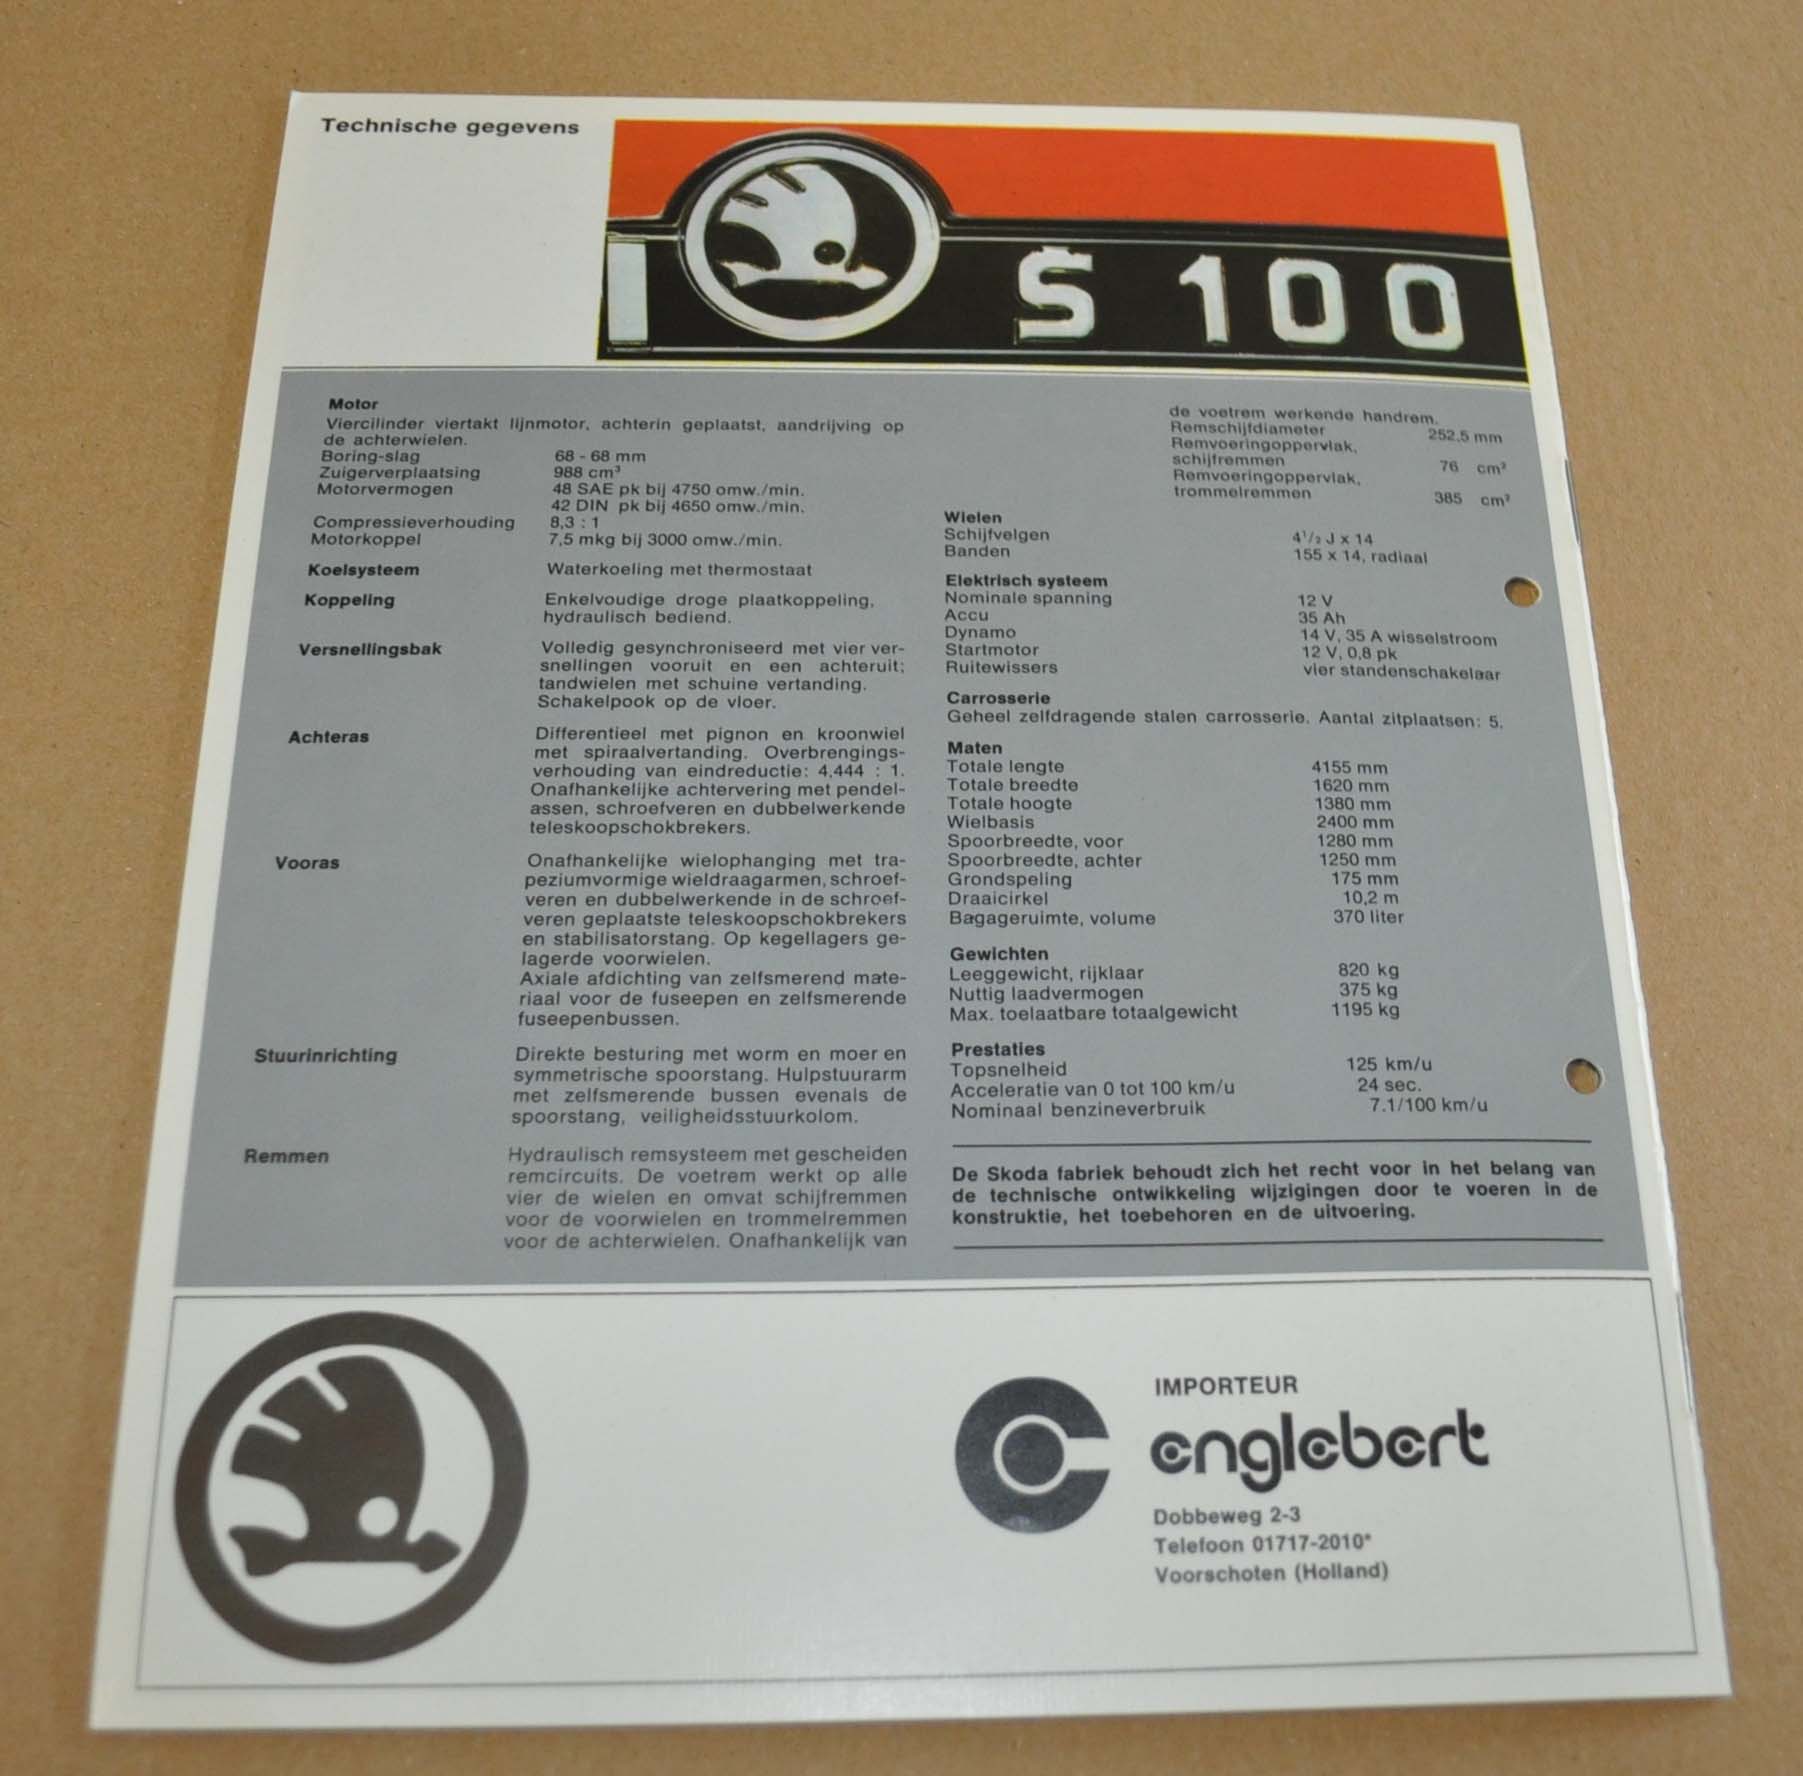 Technische gegevens
Š 100
Motor
Viercilinder viertakt lijnmotor, achterin geplaatst, aandrijving op
de achterwielen.
Boring-slag 68 - 68 mm
Zuigerverplaatsing 988 cm³
Motorvermogen 48 SAE pk bij 4750 omw./min.
42 DIN pk bij 4650 omw./min.
Compressieverhouding 8,3 : 1
Motorkoppel 7,5 mkg bij 3000 omw./min.
Koelsysteem Waterkoeling met thermostaat
Koppeling Enkelvoudige droge plaatkoppeling,
hydraulisch bediend.
Versnellingsbak Volledig gesynchroniseerd met vier ver-
snellingen vooruit en een achteruit;
tandwielen met schuine vertanding.
Schakelpook op de vloer.
Achteras Differentieel met pignon en kroonwiel
met spiraalvertanding. Overbrengings-
verhouding van eindreductie: 4,444 : 1.
Onafhankelijke achtervering met pendel-
assen, schroefveren en dubbelwerkende
teleskoopschokbrekers.
Vooras Onafhankelijke wielophanging met tra-
peziumvormige wieldraagarmen, schroef-
veren en dubbelwerkende in de schroef-
veren geplaatste teleskoopschokbrekers
en stabilisatorstang. Op kegellagers ge-
lagerde voorwielen.
Axiale afdichting van zelfsmerend mate-
riaal voor de fuseepen en zelfsmerende
fuseepenbussen.
Stuurinrichting Direkte besturing met worm en moer en
symmetrische spoorstang. Hulpstuurarm
met zelfsmerende bussen evenals de
spoorstang, veiligheidsstuurkolom.
Remmen Hydraulisch remsysteem met gescheiden
remcircuits. De voetrem werkt op alle
vier de wielen en omvat schijfremmen
voor de voorwielen en trommelremmen
voor de achterwielen. Onafhankelijk van
de voetrem werkende handrem.
Remschijfdiameter 252,5 mm
Remvoeringoppervlak,
schijfremmen 76 cm²
Remvoeringoppervlak,
trommelremmen 385 cm²
Wielen
Schijfvelgen 4¹/₂ J x 14
Banden 155 x 14, radiaal
Elektrisch systeem
Nominale spanning 12 V
Accu 35 Ah
Dynamo 14 V, 35 A wisselstroom
Startmotor 12 V, 0,8 pk
Ruitewissers vier standenschakelaar
Carrosserie
Geheel zelfdragende stalen carrosserie. Aantal zitplaatsen: 5.
Maten
Totale lengte 4155 mm
Totale breedte 1620 mm
Totale hoogte 1380 mm
Wielbasis 2400 mm
Spoorbreedte, voor 1280 mm
Spoorbreedte, achter 1250 mm
Grondspeling 175 mm
Draaicirkel 10,2 m
Bagageruimte, volume 370 liter
Gewichten
Leeggewicht, rijklaar 820 kg
Nuttig laadvermogen 375 kg
Max. toelaatbare totaalgewicht 1195 kg
Prestaties
Topsnelheid 125 km/u
Acceleratie van 0 tot 100 km/u 24 sec.
Nominaal benzineverbruik 7.1/100 km/u
De Skoda fabriek behoudt zich het recht voor in het belang van
de technische ontwikkeling wijzigingen door te voeren in de
konstruktie, het toebehoren en de uitvoering.
IMPORTEUR
englebert
Dobbeweg 2-3
Telefoon 01717-2010*
Voorschoten (Holland)